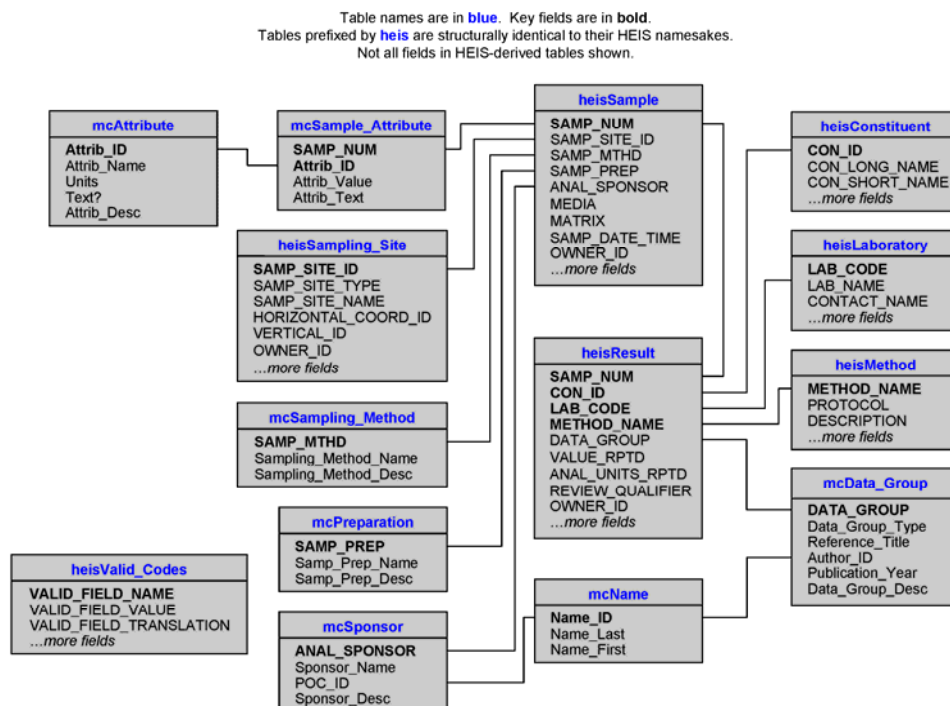 Table names are in blue. Key fields are in bold.
Tables prefixed by heis are structurally identical to their HEIS namesakes.
Not all fields in HEIS-derived tables shown.
mcAttribute
Attrib_ID
Attrib_Name
Units
Text?
Attrib_Desc
mcSample_Attribute
SAMP_NUM
Attrib_ID
Attrib_Value
Attrib_Text
heisSample
SAMP_NUM
SAMP_SITE_ID
SAMP_MTHD
SAMP_PREP
ANAL_SPONSOR
MEDIA
MATRIX
SAMP_DATE_TIME
OWNER_ID
...more fields
heisConstituent
CON_ID
CON_LONG_NAME
CON_SHORT_NAME
...more fields
heisSampling_Site
SAMP_SITE_ID
SAMP_SITE_TYPE
SAMP_SITE_NAME
HORIZONTAL_COORD_ID
VERTICAL_ID
OWNER_ID
...more fields
heisLaboratory
LAB_CODE
LAB_NAME
CONTACT_NAME
...more fields
heisResult
SAMP_NUM
CON_ID
LAB_CODE
METHOD_NAME
DATA_GROUP
VALUE_RPTD
ANAL_UNITS_RPTD
REVIEW_QUALIFIER
OWNER_ID
...more fields
heisMethod
METHOD_NAME
PROTOCOL
DESCRIPTION
...more fields
mcSampling_Method
SAMP_MTHD
Sampling_Method_Name
Sampling_Method_Desc
mcData_Group
DATA_GROUP
Data_Group_Type
Reference_Title
Author_ID
Publication_Year
Data_Group_Desc
mcPreparation
SAMP_PREP
Samp_Prep_Name
Samp_Prep_Desc
heisValid_Codes
VALID_FIELD_NAME
VALID_FIELD_VALUE
VALID_FIELD_TRANSLATION
...more fields
mcName
Name_ID
Name_Last
Name_First
mcSponsor
ANAL_SPONSOR
Sponsor_Name
POC_ID
Sponsor_Desc